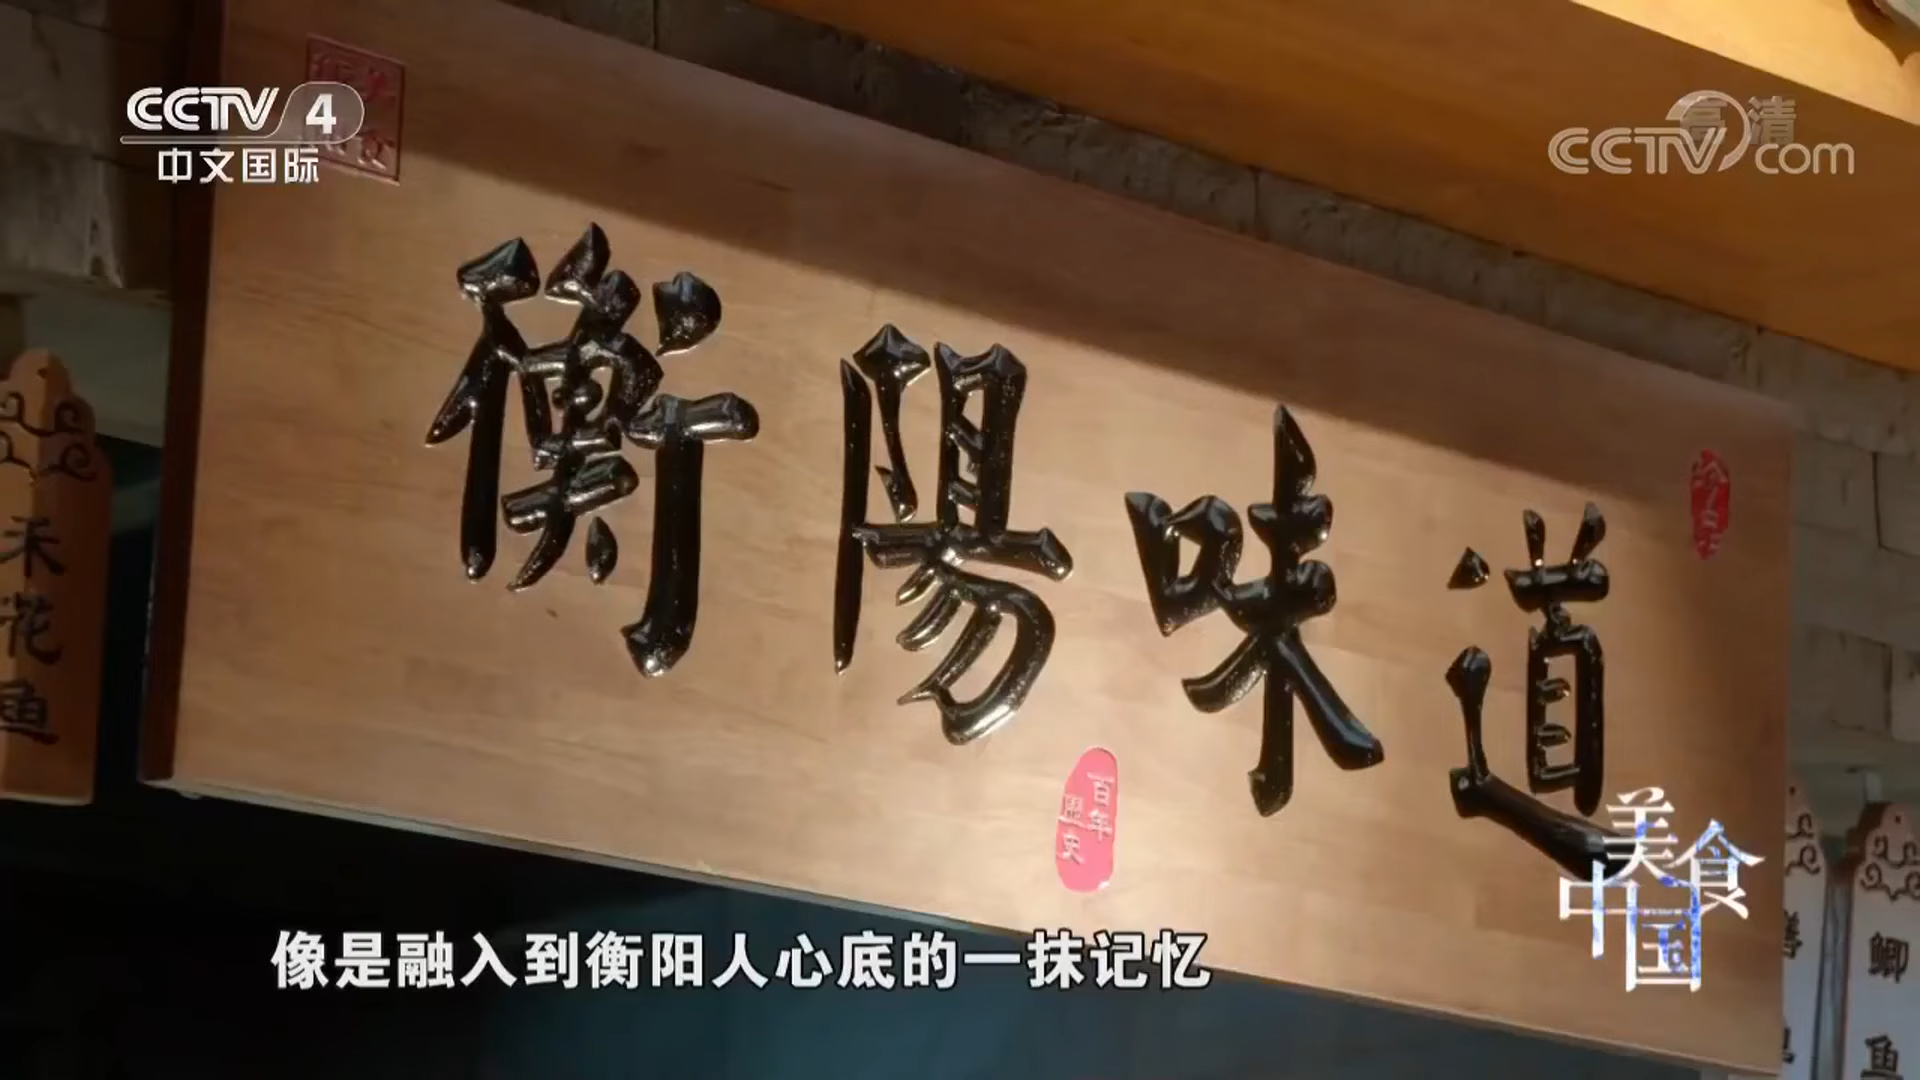 CCTV 4
中文国际
高清
CCTV.com
衡陽味道
百年
歷史
禾花鱼
美食
中国
鲫鱼
像是融入到衡阳人心底的一抹记忆